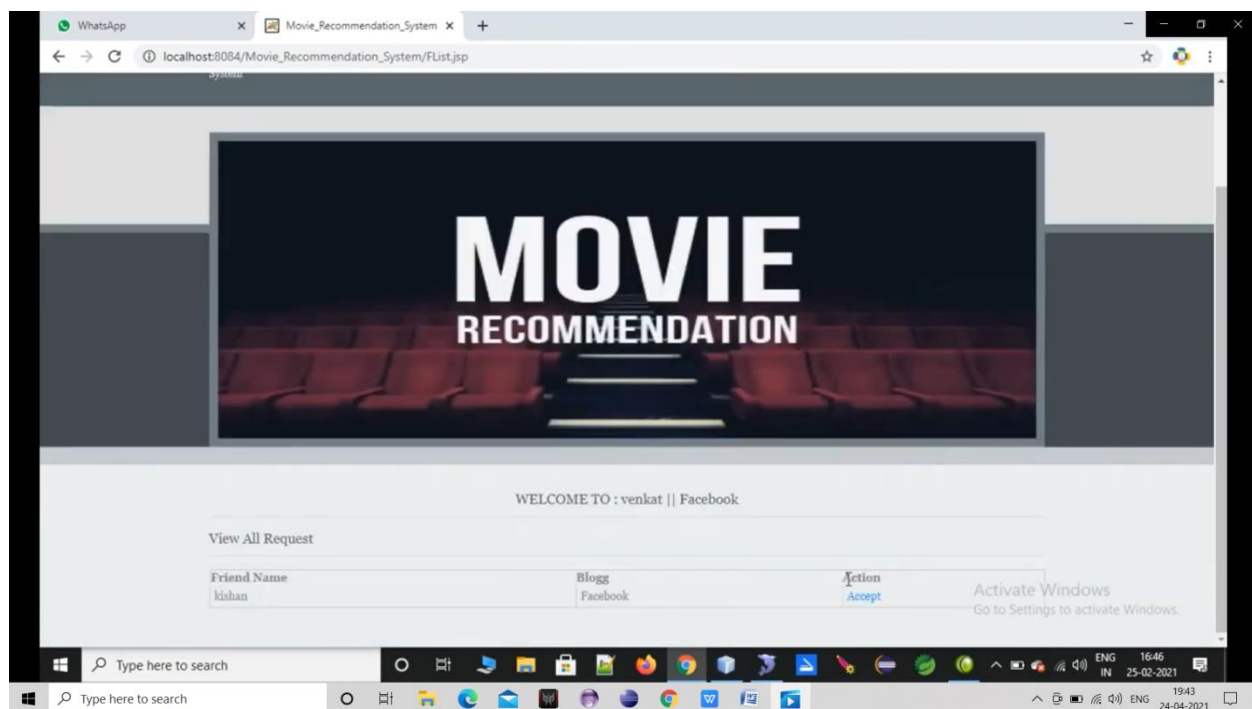 WhatsApp
Movie_Recommendation_System
localhost:8084/Movie_Recommendation_System/FList.jsp
System
MOVIE
RECOMMENDATION
WELCOME TO : venkat || Facebook
View All Request
Friend Name Blogg Action
kishan Facebook Accept
Activate Windows
Go to Settings to activate Windows.
Type here to search
ENG 16:46
IN 25-02-2021
Type here to search
ENG 19:43
24-04-2021